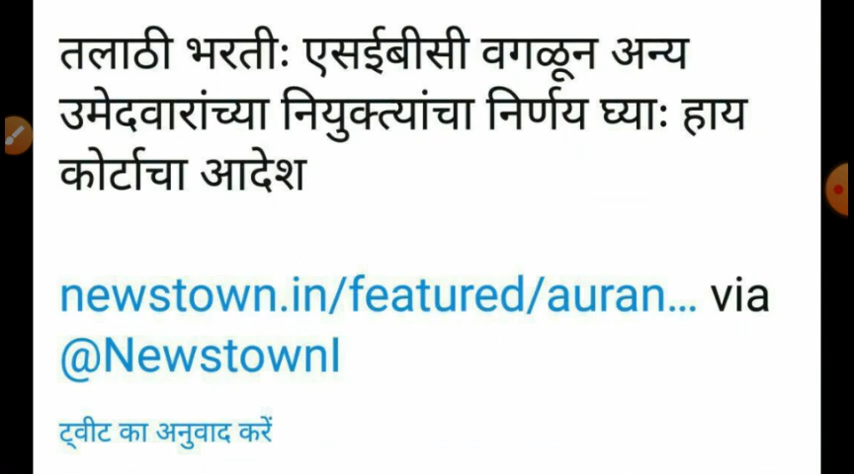 तलाठी भरतीः एसईबीसी वगळून अन्य
उमेदवारांच्या नियुक्त्यांचा निर्णय घ्याः हाय
कोर्टाचा आदेश
newstown.in/featured/auran... via
@NewstownI
ट्वीट का अनुवाद करें